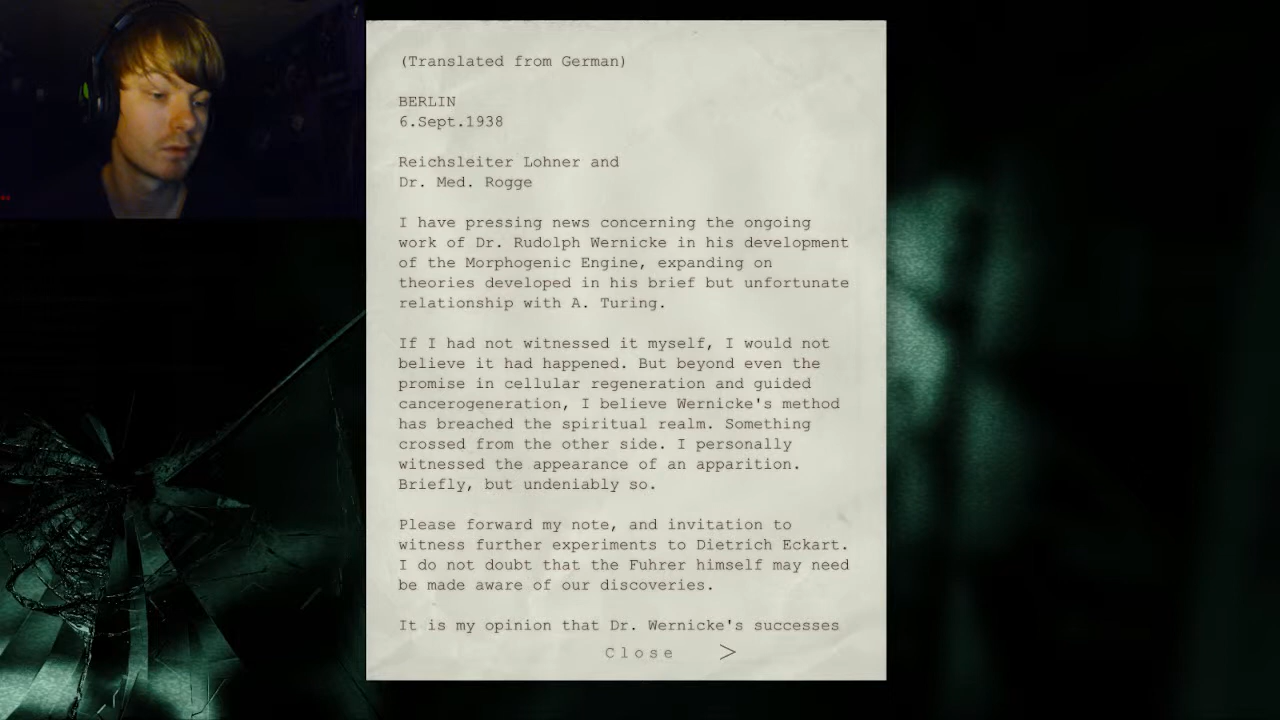 (Translated from German)
BERLIN
6.Sept.1938
Reichsleiter Lohner and
Dr. Med. Rogge
I have pressing news concerning the ongoing
work of Dr. Rudolph Wernicke in his development
of the Morphogenic Engine, expanding on
theories developed in his brief but unfortunate
relationship with A. Turing.
If I had not witnessed it myself, I would not
believe it had happened. But beyond even the
promise in cellular regeneration and guided
cancerogeneration, I believe Wernicke's method
has breached the spiritual realm. Something
crossed from the other side. I personally
witnessed the appearance of an apparition.
Briefly, but undeniably so.
Please forward my note, and invitation to
witness further experiments to Dietrich Eckart.
I do not doubt that the Fuhrer himself may need
be made aware of our discoveries.
It is my opinion that Dr. Wernicke's successes
Close >